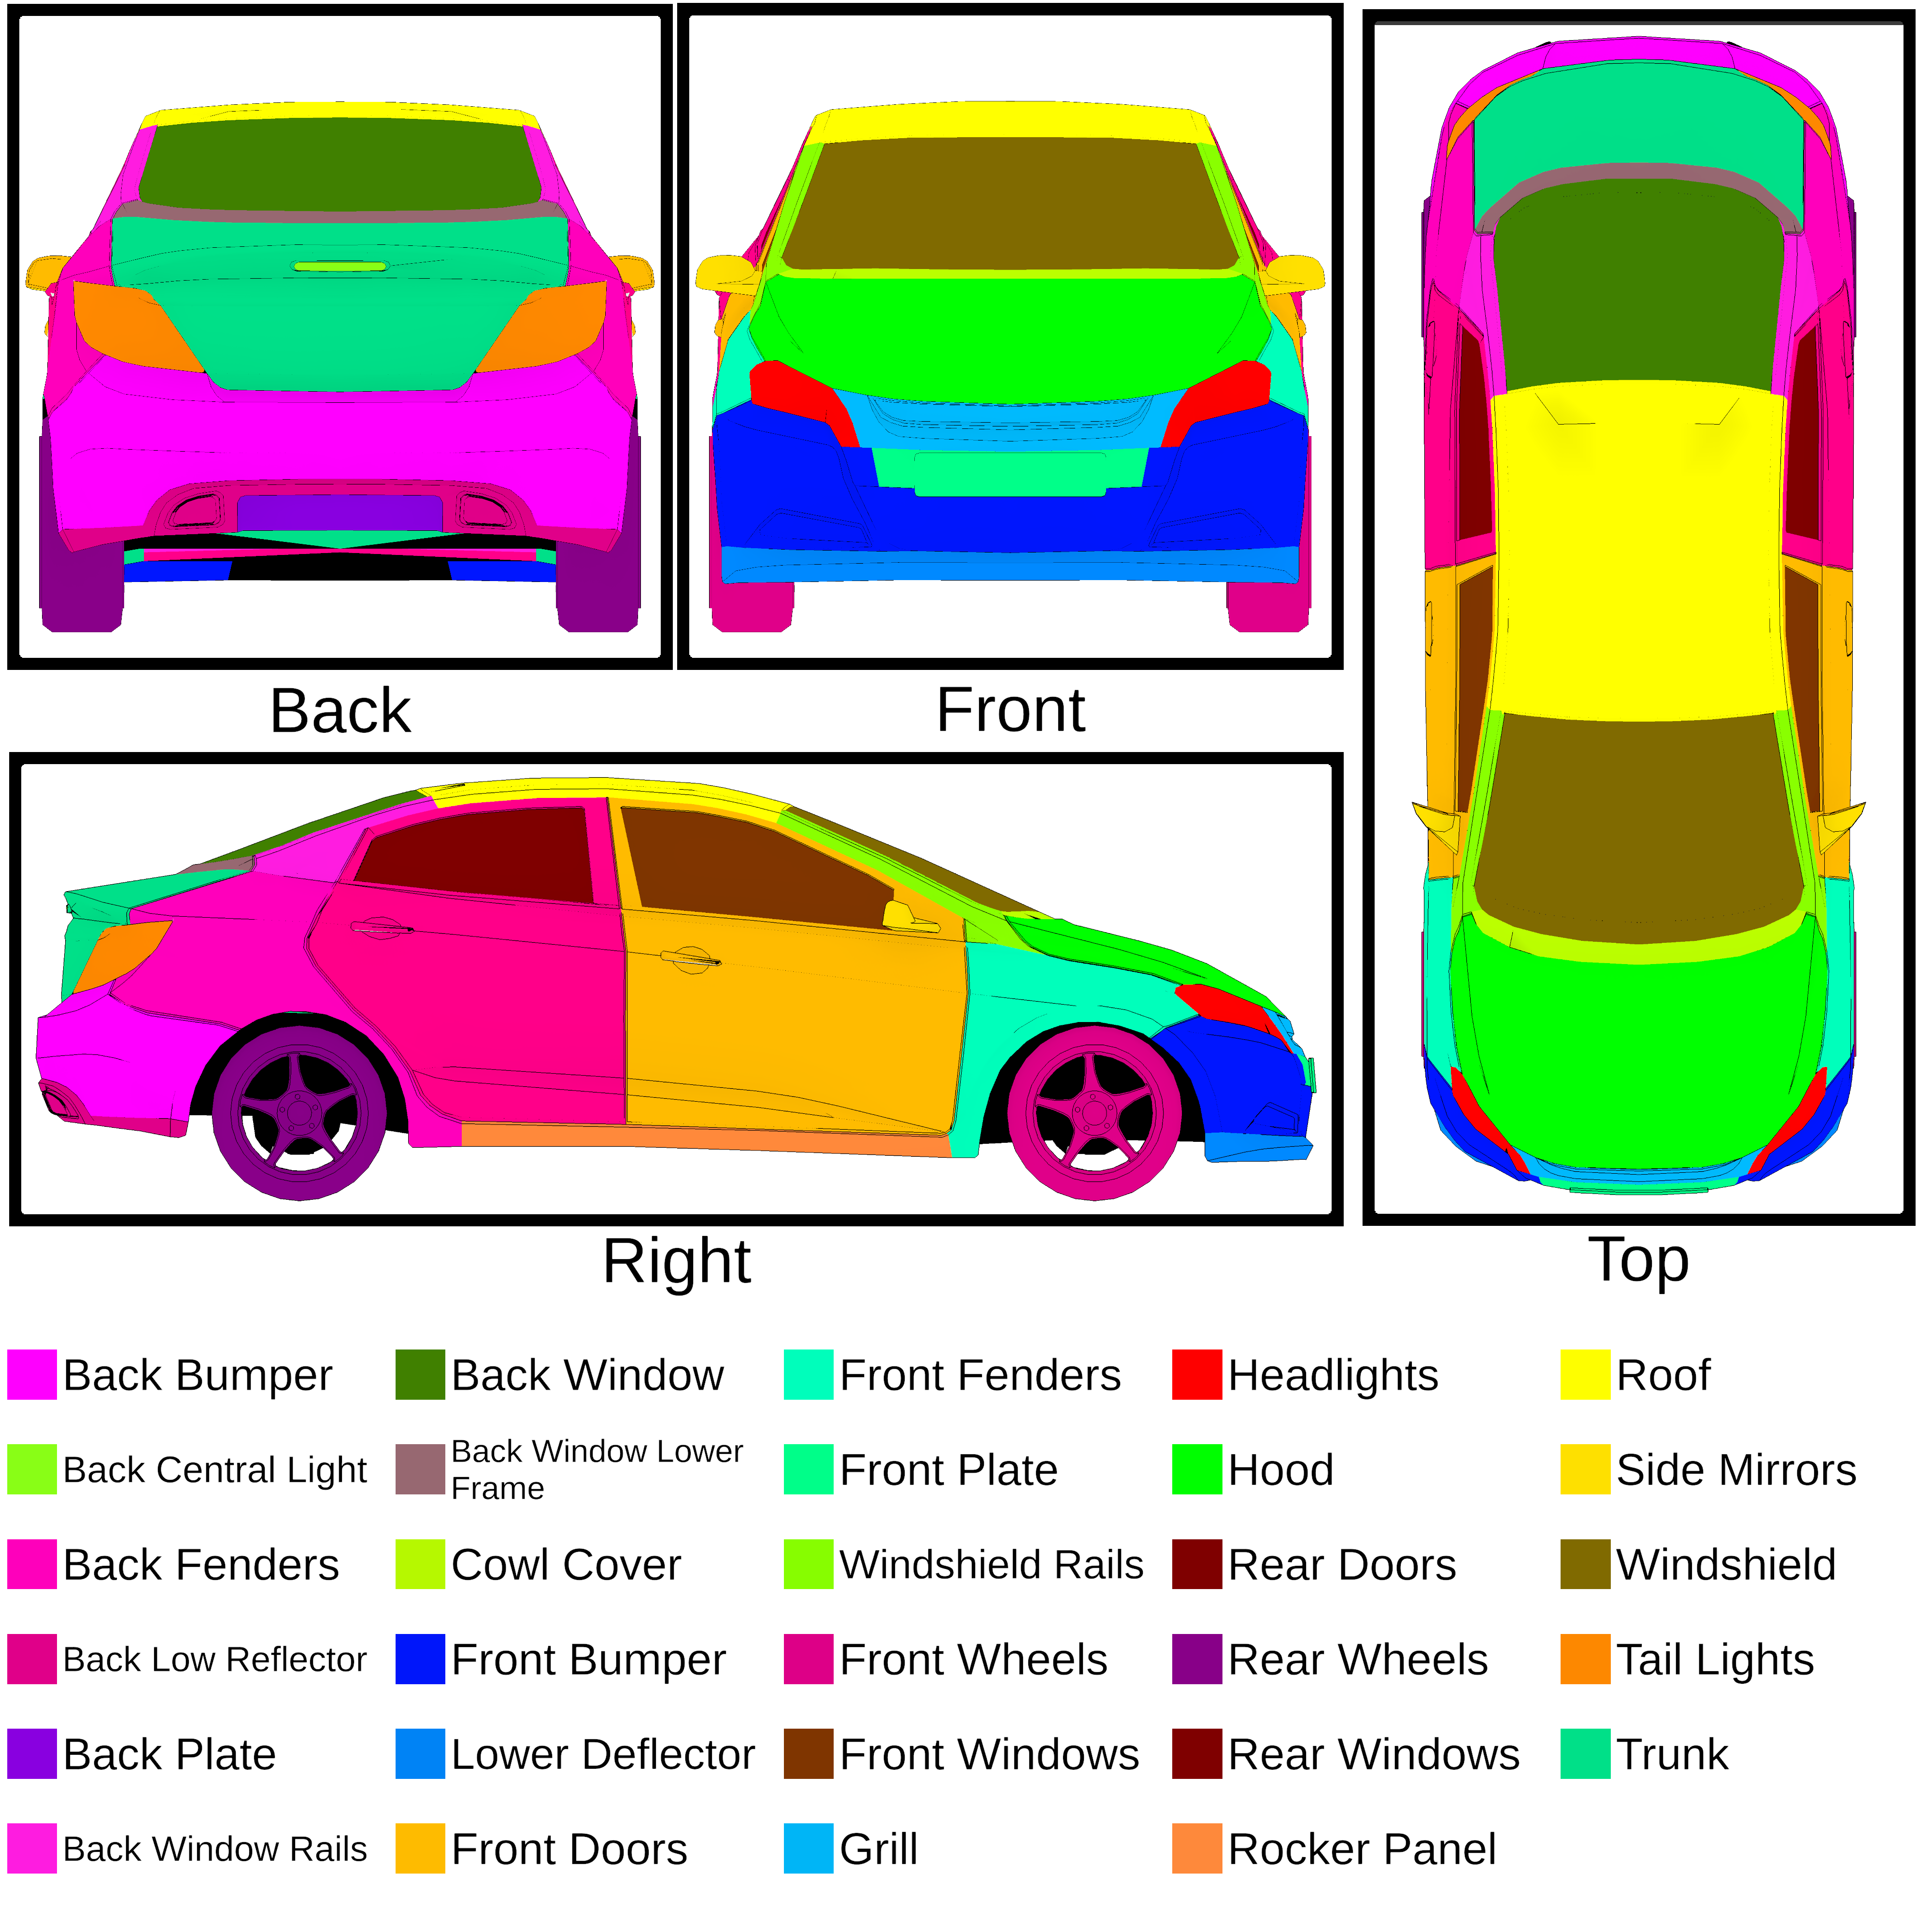 Back
Front
Right
Top
Back Bumper
Back Window
Front Fenders
Headlights
Roof
Back Central Light
Back Window Lower
Frame
Front Plate
Hood
Side Mirrors
Back Fenders
Cowl Cover
Windshield Rails
Rear Doors
Windshield
Back Low Reflector
Front Bumper
Front Wheels
Rear Wheels
Tail Lights
Back Plate
Lower Deflector
Front Windows
Rear Windows
Trunk
Back Window Rails
Front Doors
Grill
Rocker Panel